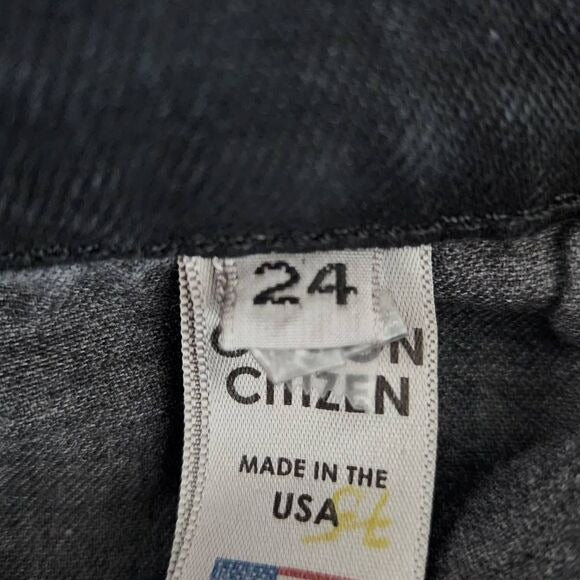 24
CITIZEN
MADE IN THE
USA